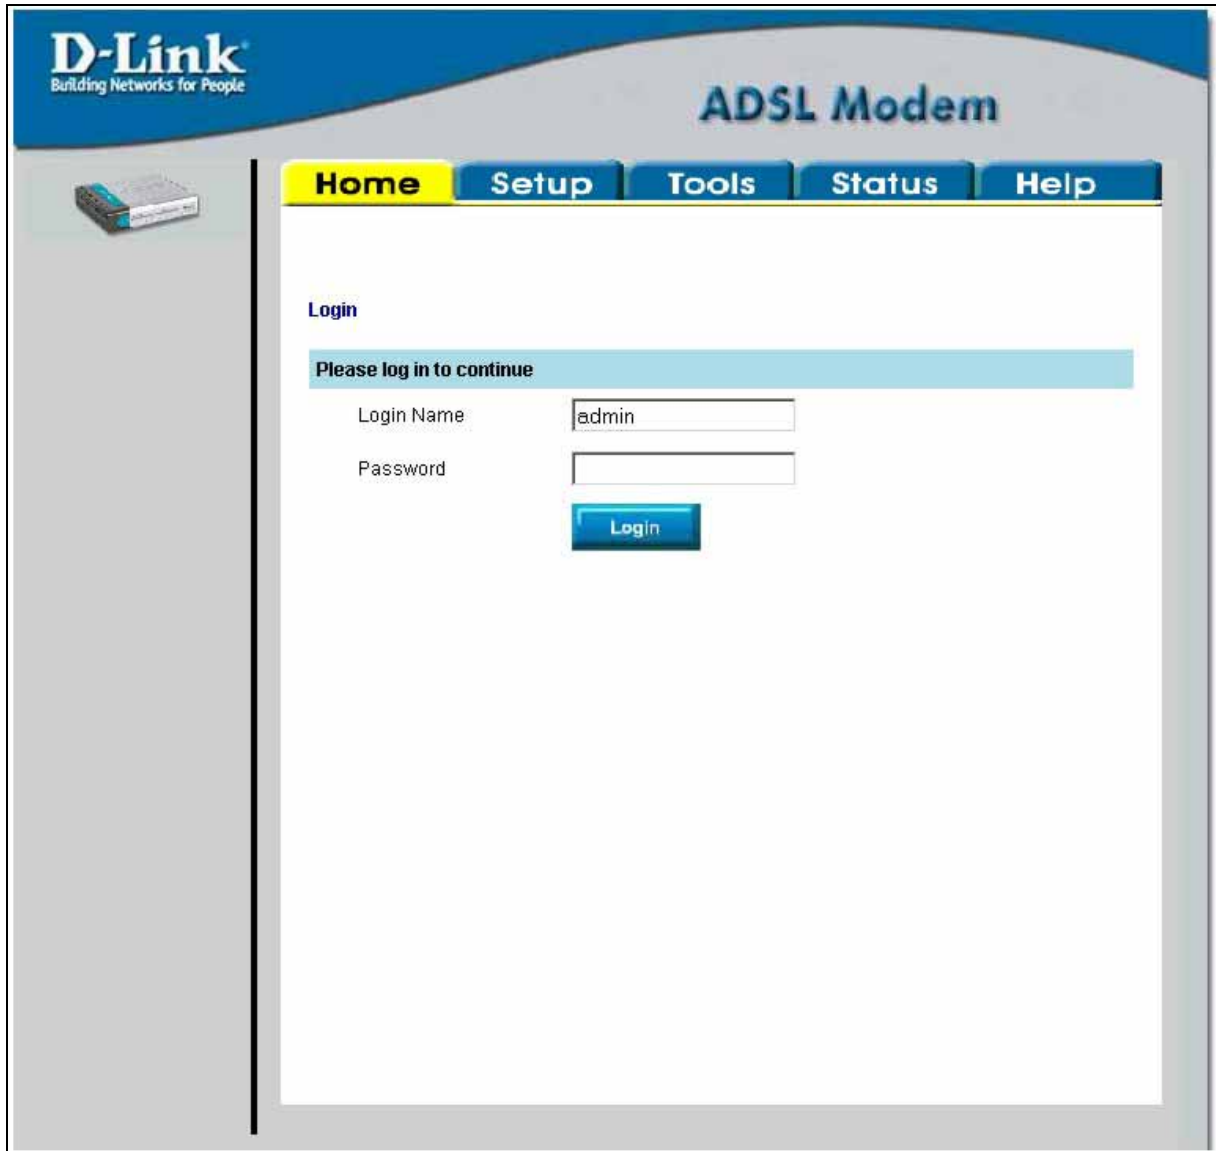 D-Link
Building Networks for People
ADSL Modem
Home Setup Tools Status Help
Login
Please log in to continue
Login Name admin
Password
Login